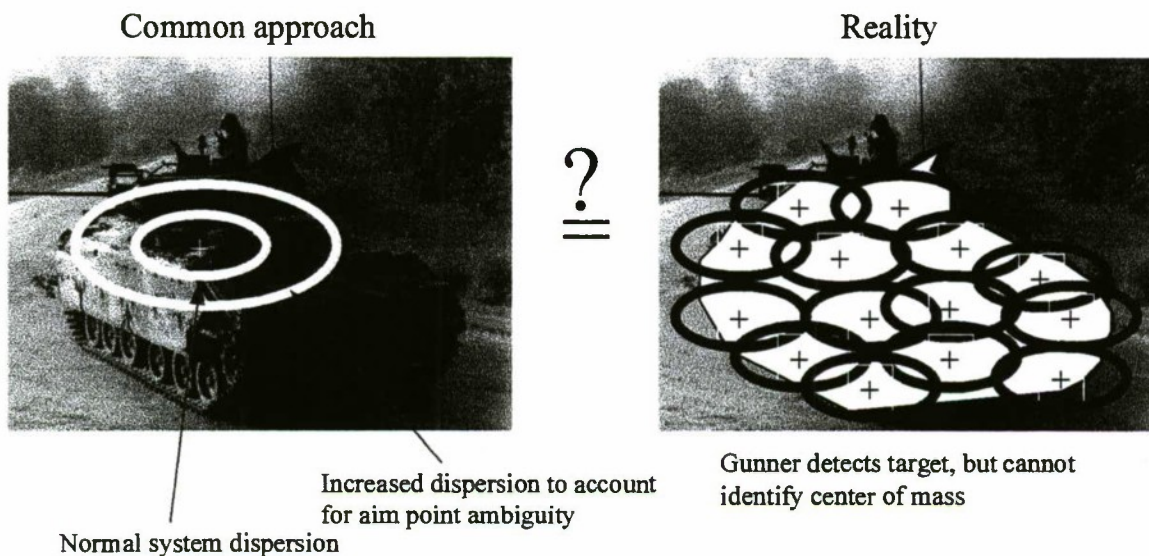 Common approach
Reality
?
=
Increased dispersion to account
for aim point ambiguity
Normal system dispersion
Gunner detects target, but cannot
identify center of mass